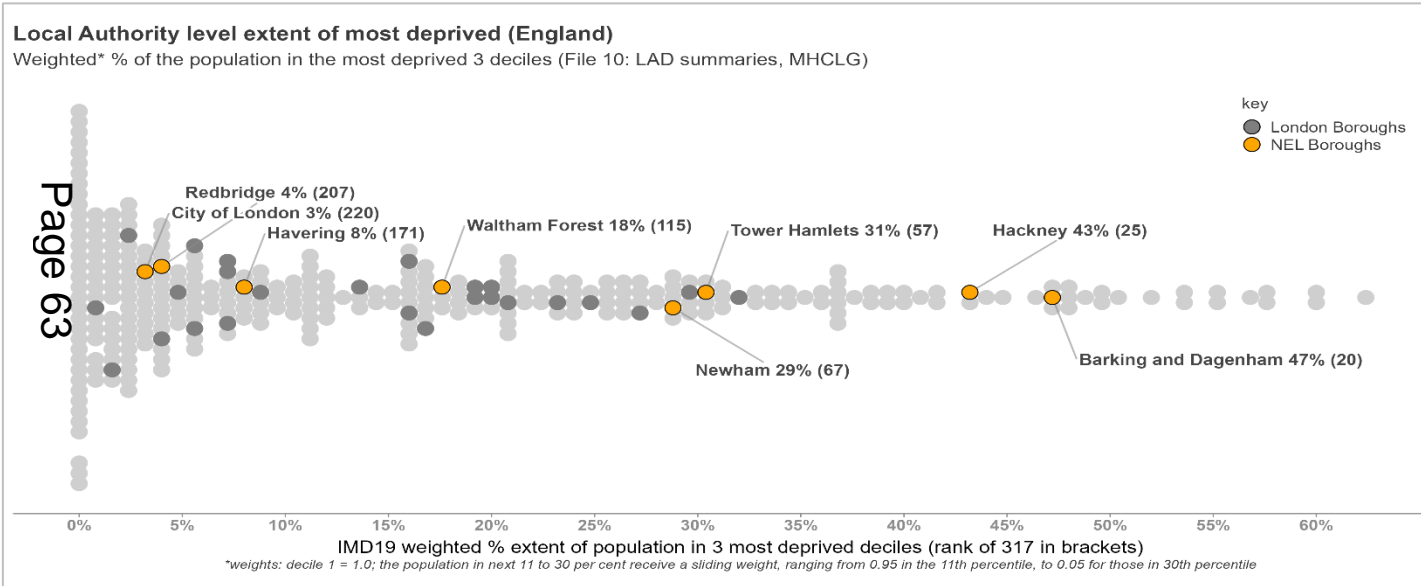 Local Authority level extent of most deprived (England)
Weighted* % of the population in the most deprived 3 deciles (File 10: LAD summaries, MHCLG)
key
London Boroughs
NEL Boroughs
Page 63
Redbridge 4% (207)
City of London 3% (220)
Havering 8% (171)
Waltham Forest 18% (115)
Tower Hamlets 31% (57)
Hackney 43% (25)
Newham 29% (67)
Barking and Dagenham 47% (20)
0% 5% 10% 15% 20% 25% 30% 35% 40% 45% 50% 55% 60%
IMD19 weighted % extent of population in 3 most deprived deciles (rank of 317 in brackets)
*weights: decile 1 = 1.0; the population in next 11 to 30 per cent receive a sliding weight, ranging from 0.95 in the 11th percentile, to 0.05 for those in 30th percentile